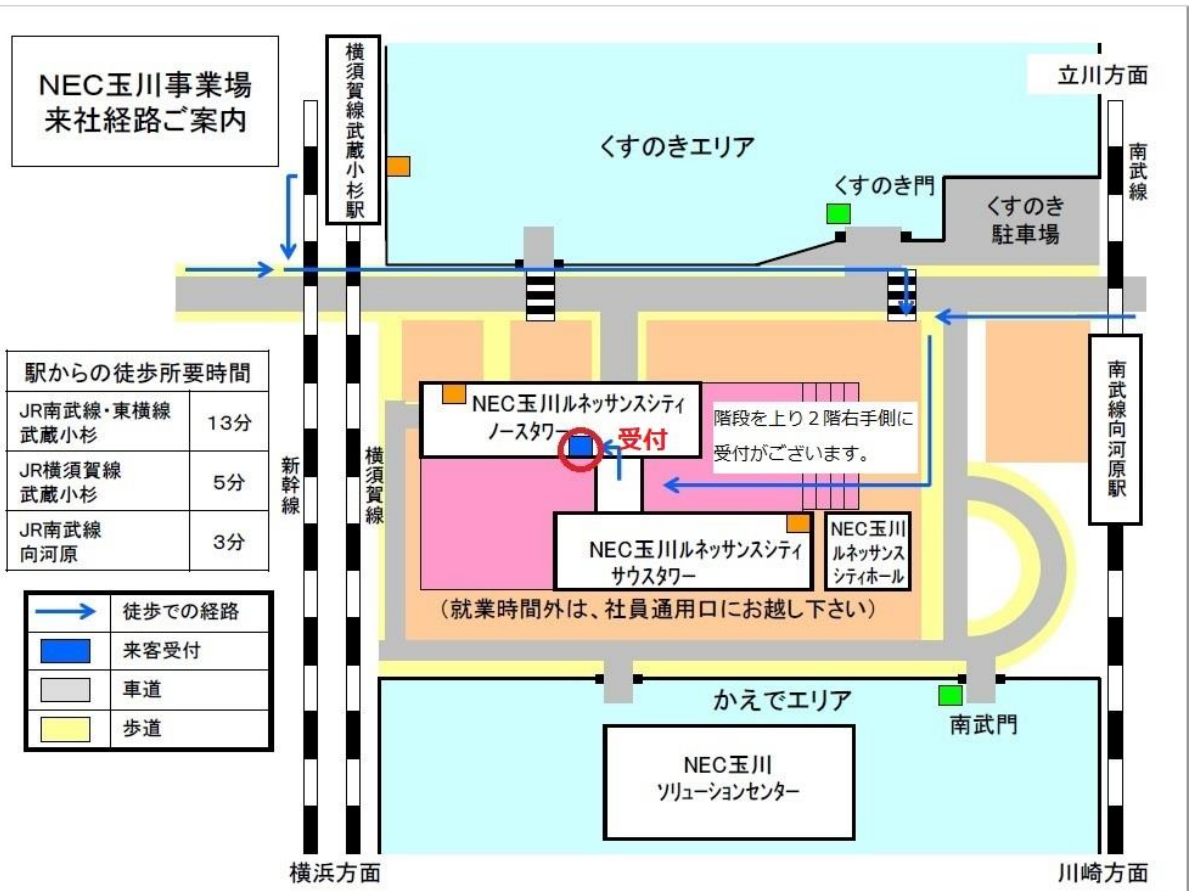 NEC玉川事業場
来社経路ご案内
横須賀線武蔵小杉駅
くすのきエリア
立川方面
南武線
くすのき門
くすのき
駐車場
駅からの徒歩所要時間
JR南武線・東横線
武蔵小杉
13分
JR横須賀線
武蔵小杉
5分
JR南武線
向河原
3分
新幹線
横須賀線
NEC玉川ルネッサンスシティ
ノースタワー
受付
階段を上り2階右手側に
受付がございます。
南武線向河原駅
NEC玉川ルネッサンスシティ
サウスタワー
NEC玉川
ルネッサンス
シティホール
（就業時間外は、社員通用口にお越し下さい）
徒歩での経路
来客受付
車道
歩道
かえでエリア
南武門
NEC玉川
ソリューションセンター
横浜方面
川崎方面